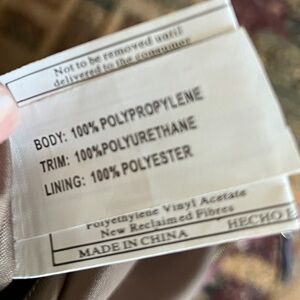 Not to be removed until
delivered to the consumer
BODY: 100% POLYPROPYLENE
TRIM: 100%POLYURETHANE
LINING: 100% POLYESTER
Polyethylene Vinyl Acetate
New Reclaimed Fibres
MADE IN CHINA HECHO E